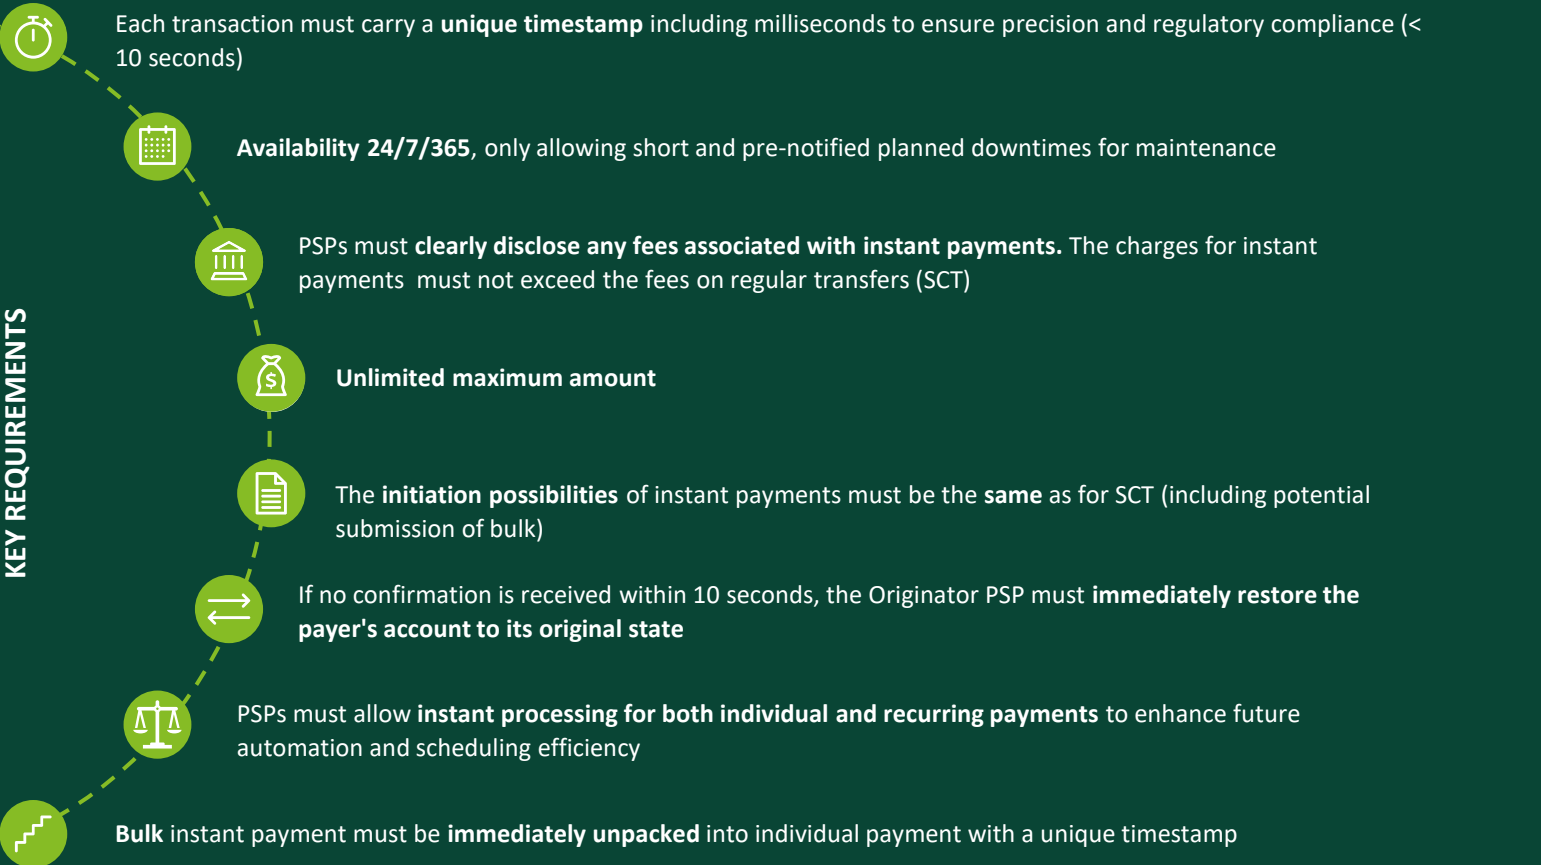 KEY REQUIREMENTS
Each transaction must carry a unique timestamp including milliseconds to ensure precision and regulatory compliance (<
10 seconds)
Availability 24/7/365, only allowing short and pre-notified planned downtimes for maintenance
PSPs must clearly disclose any fees associated with instant payments. The charges for instant
payments  must not exceed the fees on regular transfers (SCT)
$
Unlimited maximum amount
The initiation possibilities of instant payments must be the same as for SCT (including potential
submission of bulk)
If no confirmation is received within 10 seconds, the Originator PSP must immediately restore the
payer's account to its original state
PSPs must allow instant processing for both individual and recurring payments to enhance future
automation and scheduling efficiency
Bulk instant payment must be immediately unpacked into individual payment with a unique timestamp